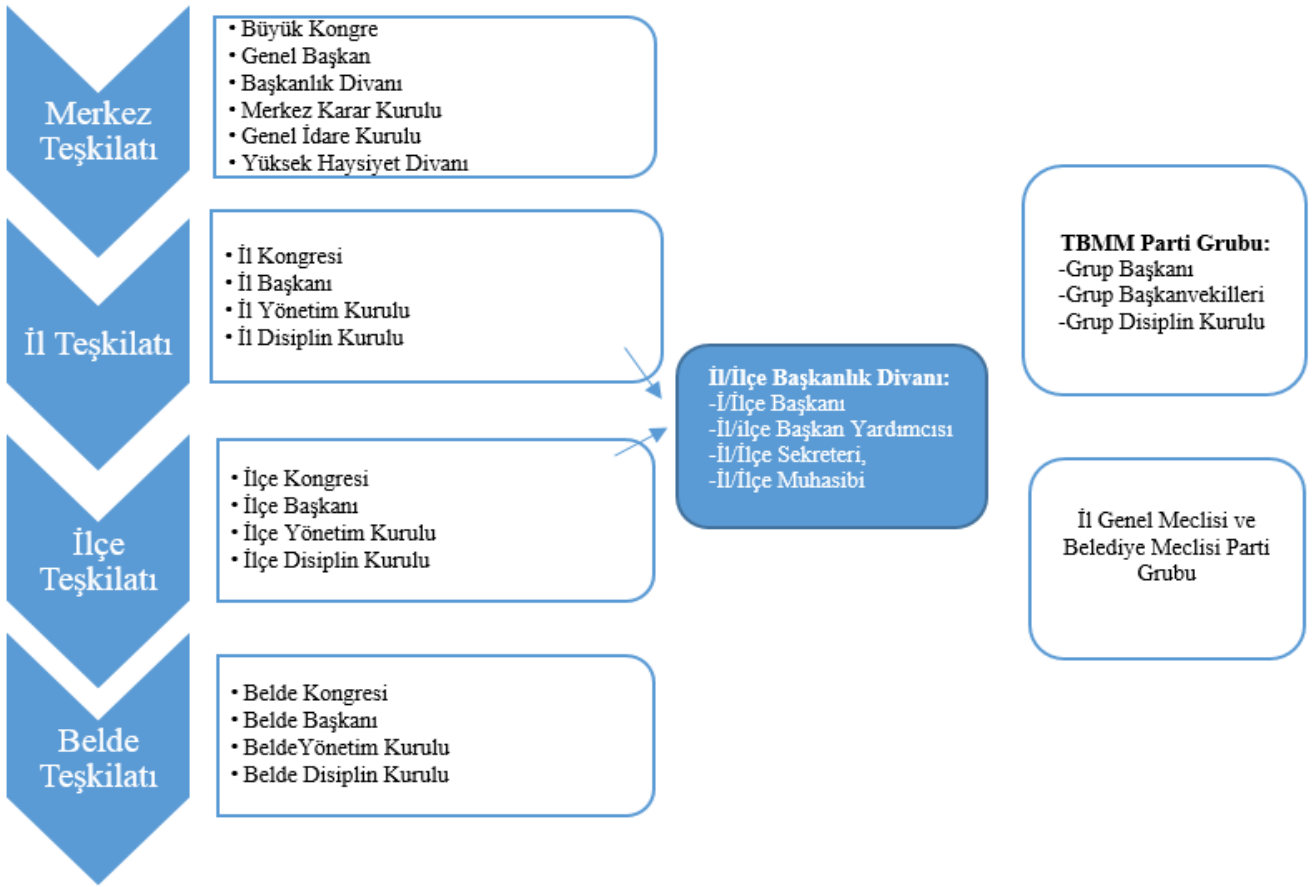 Merkez
Teşkilatı
• Büyük Kongre
• Genel Başkan
• Başkanlık Divanı
• Merkez Karar Kurulu
• Genel İdare Kurulu
• Yüksek Haysiyet Divanı
İl Teşkilatı
• İl Kongresi
• İl Başkanı
• İl Yönetim Kurulu
• İl Disiplin Kurulu
İlçe
Teşkilatı
• İlçe Kongresi
• İlçe Başkanı
• İlçe Yönetim Kurulu
• İlçe Disiplin Kurulu
Belde
Teşkilatı
• Belde Kongresi
• Belde Başkanı
• BeldeYönetim Kurulu
• Belde Disiplin Kurulu
İl/İlçe Başkanlık Divanı:
-İ/İlçe Başkanı
-İl/ilçe Başkan Yardımcısı
-İl/İlçe Sekreteri,
-İl/İlçe Muhasibi
TBMM Parti Grubu:
-Grup Başkanı
-Grup Başkanvekilleri
-Grup Disiplin Kurulu
İl Genel Meclisi ve
Belediye Meclisi Parti
Grubu